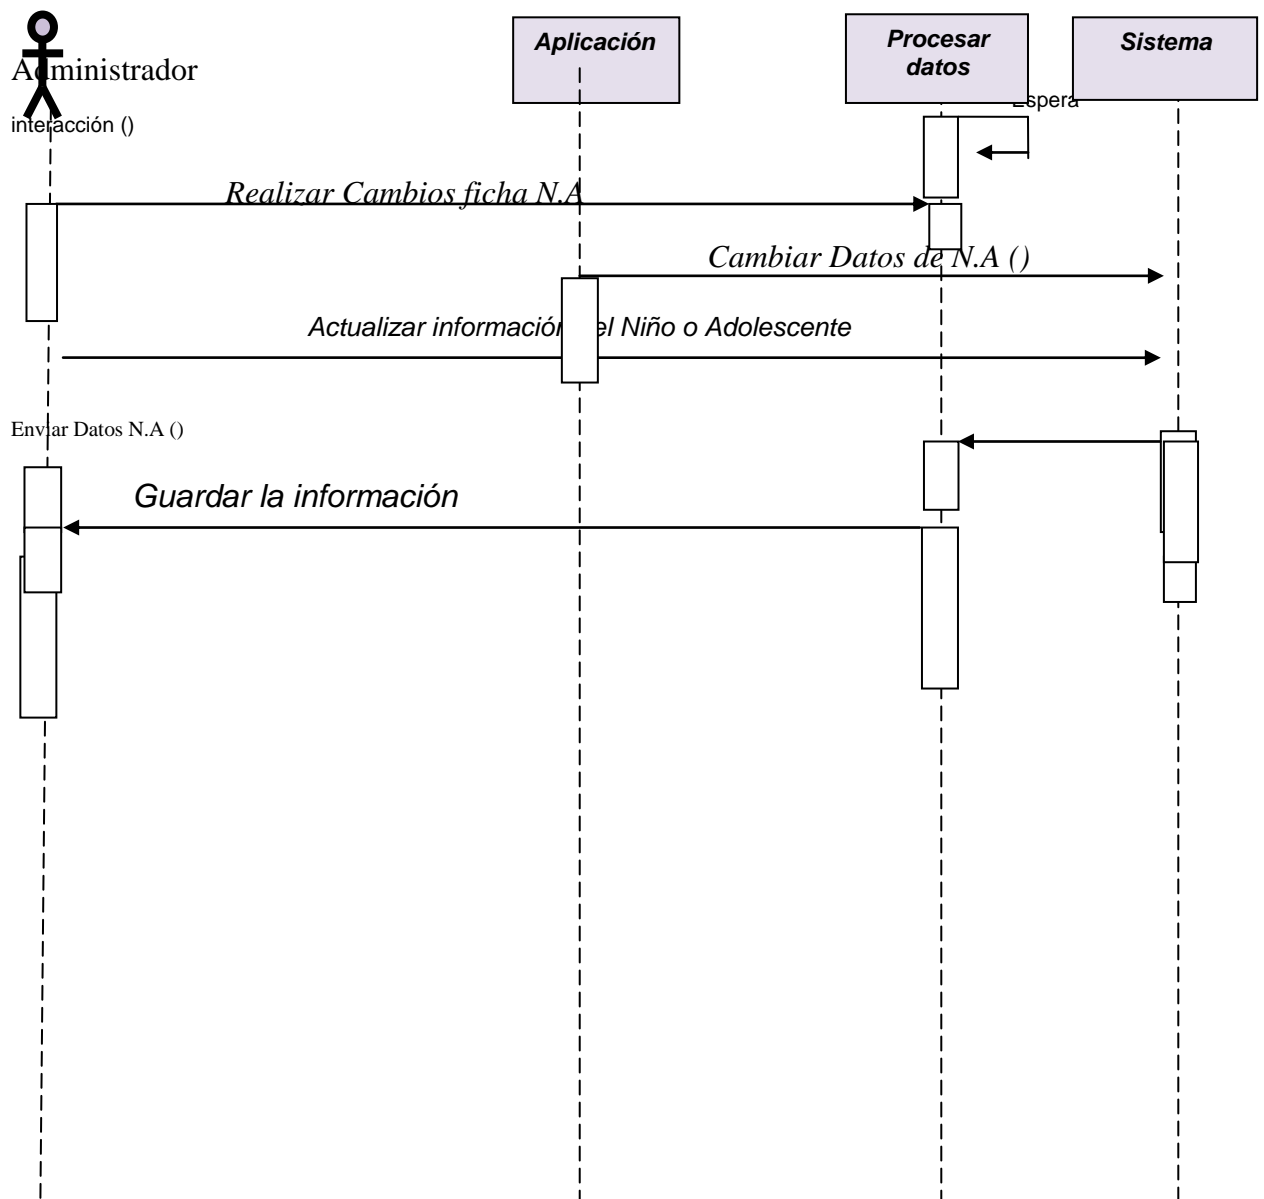 Aplicación
Procesar
datos
Sistema
Administrador
Espera
interacción ()
Realizar Cambios ficha N.A
Cambiar Datos de N.A ()
Actualizar información del Niño o Adolescente
Enviar Datos N.A ()
Guardar la información